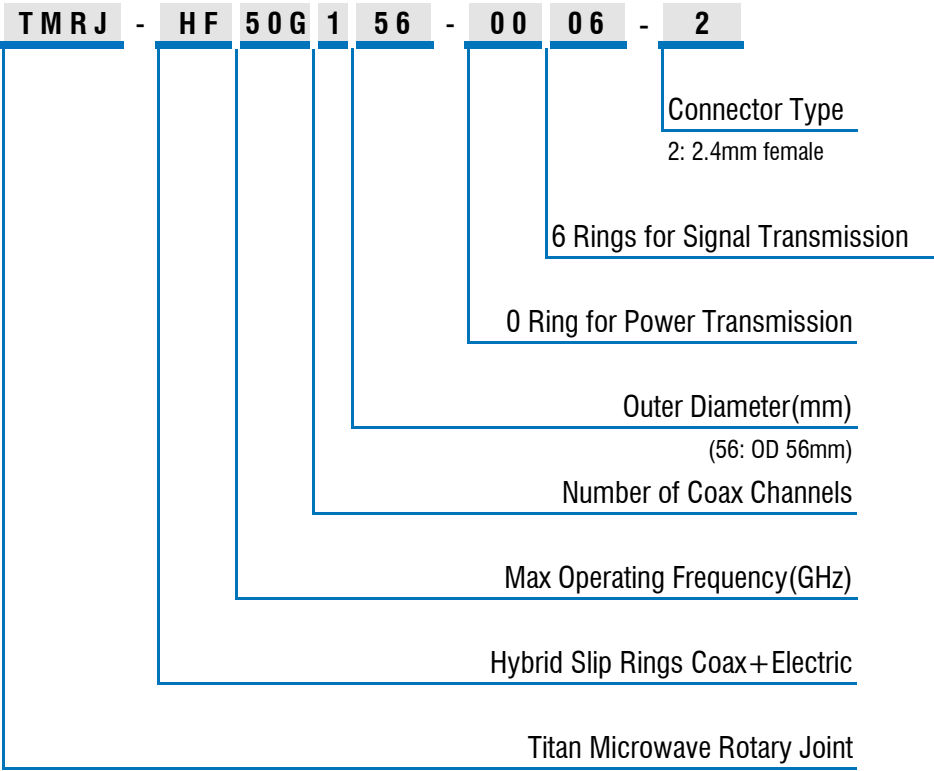 TMRJ - HF 50G 1 56 - 00 06 - 2
Connector Type
2: 2.4mm female
6 Rings for Signal Transmission
0 Ring for Power Transmission
Outer Diameter(mm)
(56: OD 56mm)
Number of Coax Channels
Max Operating Frequency(GHz)
Hybrid Slip Rings Coax+Electric
Titan Microwave Rotary Joint